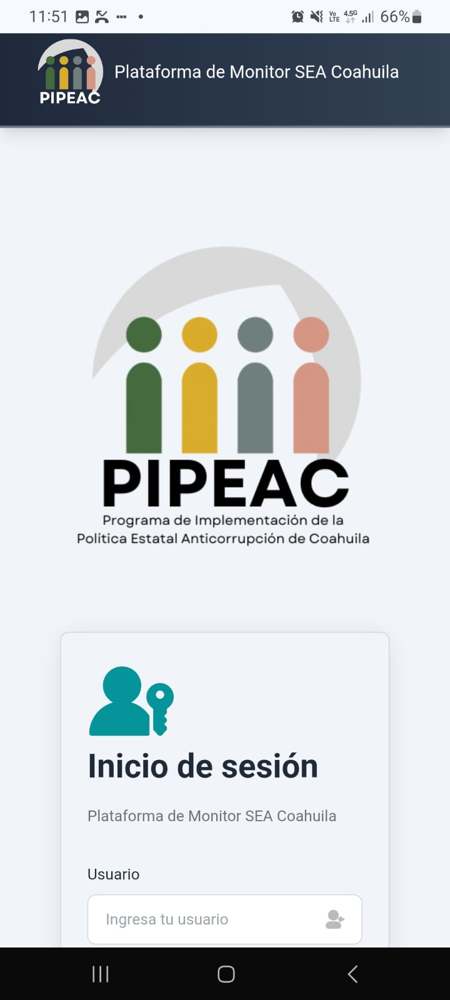 11:51
Vo
LTE
4.5G
66%
PIPEAC
Plataforma de Monitor SEA Coahuila
PIPEAC
Programa de Implementación de la
Política Estatal Anticorrupción de Coahuila
Inicio de sesión
Plataforma de Monitor SEA Coahuila
Usuario
Ingresa tu usuario